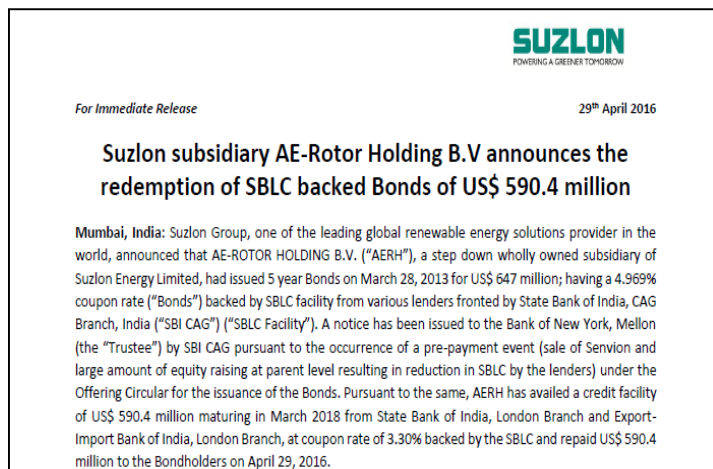 SUZLON
POWERING A GREENER TOMORROW
For Immediate Release 29th April 2016
Suzlon subsidiary AE-Rotor Holding B.V announces the
redemption of SBLC backed Bonds of US$ 590.4 million
Mumbai, India: Suzlon Group, one of the leading global renewable energy solutions provider in the
world, announced that AE-ROTOR HOLDING B.V. (“AERH”), a step down wholly owned subsidiary of
Suzlon Energy Limited, had issued 5 year Bonds on March 28, 2013 for US$ 647 million; having a 4.969%
coupon rate (“Bonds”) backed by SBLC facility from various lenders fronted by State Bank of India, CAG
Branch, India (“SBI CAG”) (“SBLC Facility”). A notice has been issued to the Bank of New York, Mellon
(the “Trustee”) by SBI CAG pursuant to the occurrence of a pre-payment event (sale of Senvion and
large amount of equity raising at parent level resulting in reduction in SBLC by the lenders) under the
Offering Circular for the issuance of the Bonds. Pursuant to the same, AERH has availed a credit facility
of US$ 590.4 million maturing in March 2018 from State Bank of India, London Branch and Export-
Import Bank of India, London Branch, at coupon rate of 3.30% backed by the SBLC and repaid US$ 590.4
million to the Bondholders on April 29, 2016.